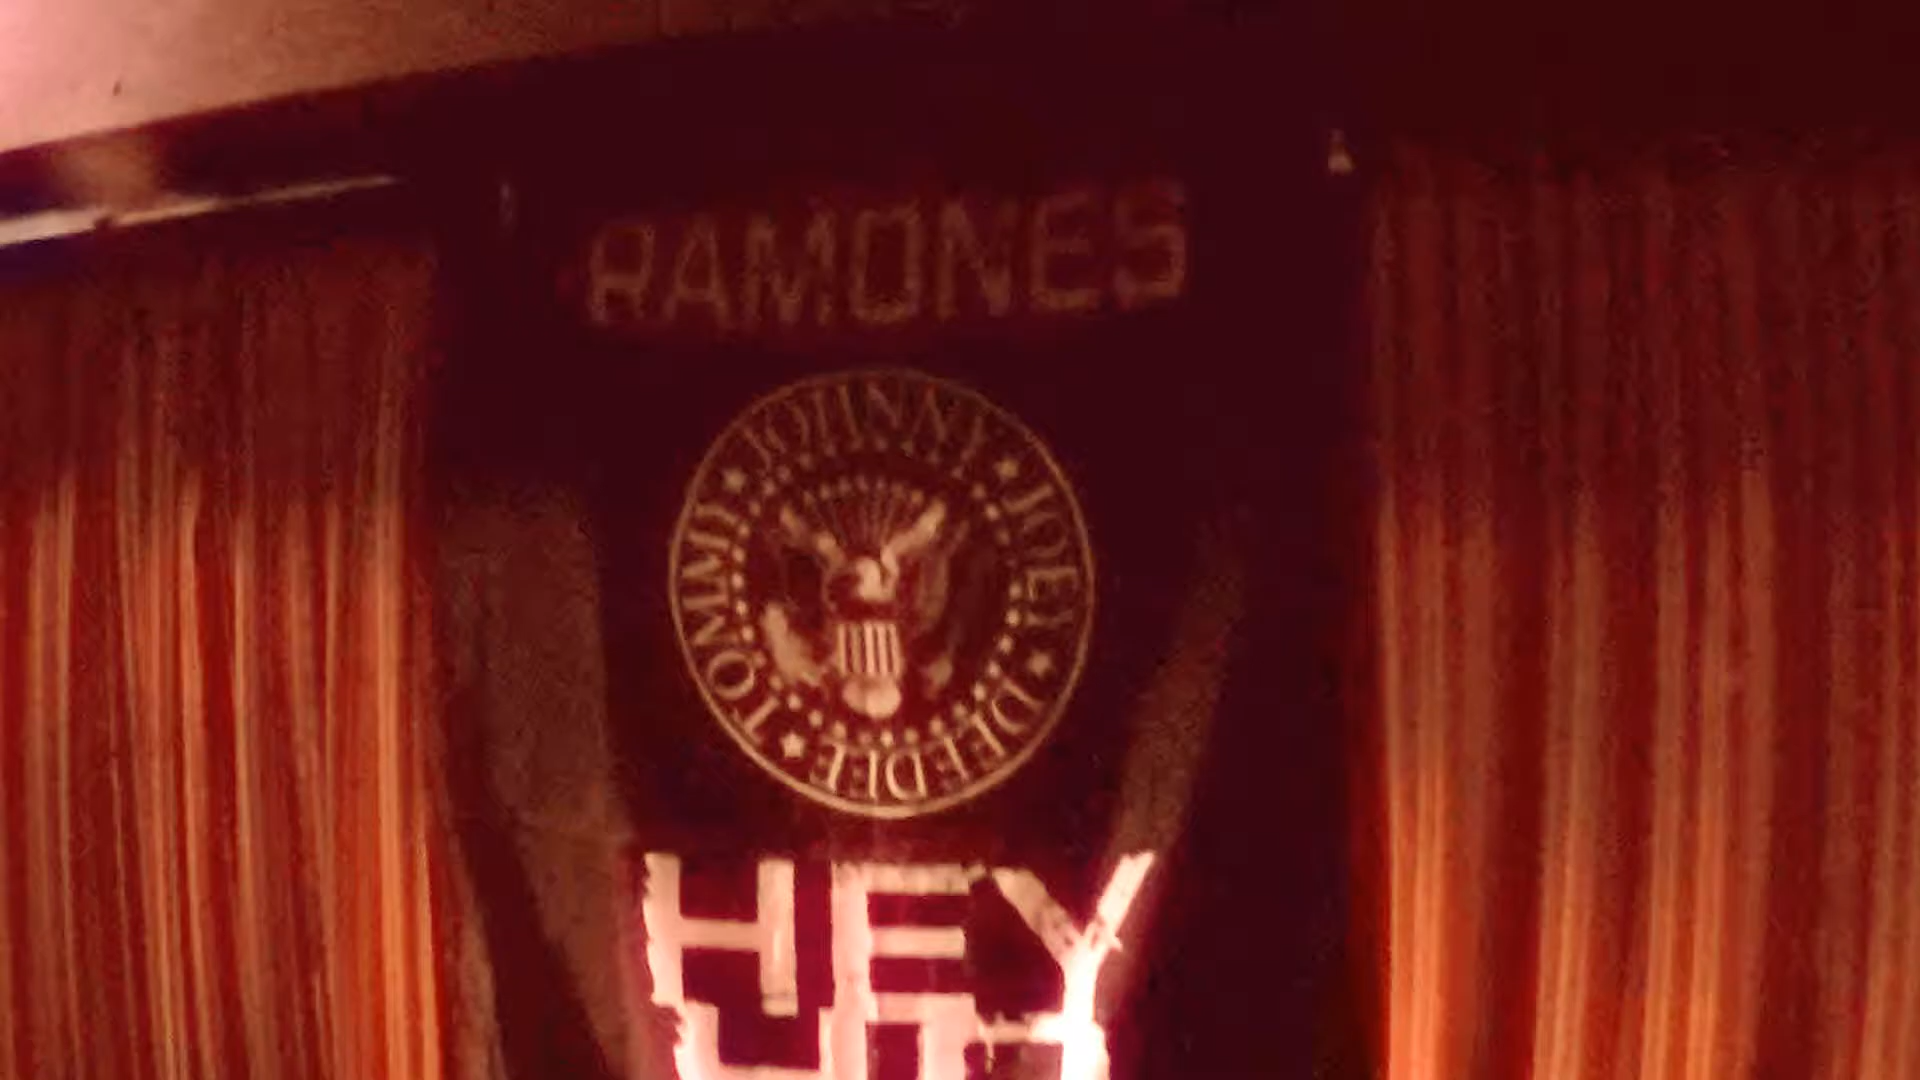 RAMONES
JOHNNY ★ JOEY ★ DEEDEE ★ TOMMY ★
HEY